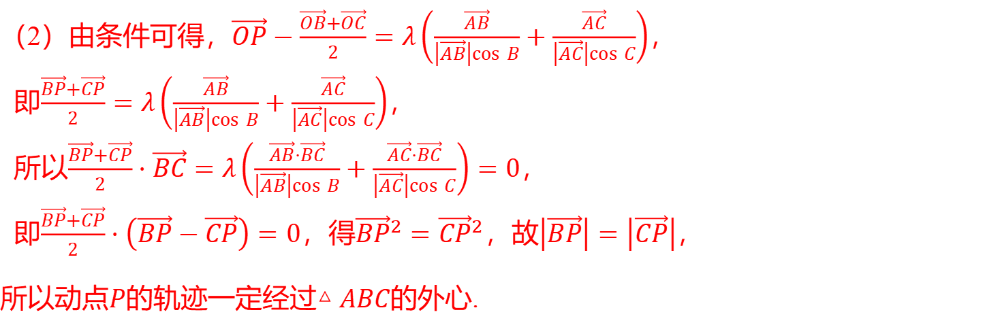 （2）由条件可得，$\overrightarrow{OP}-\frac{\overrightarrow{OB}+\overrightarrow{OC}}{2}=\lambda\left(\frac{\overrightarrow{AB}}{|\overrightarrow{AB}|\cos B}+\frac{\overrightarrow{AC}}{|\overrightarrow{AC}|\cos C}\right)$，
即$\frac{\overrightarrow{BP}+\overrightarrow{CP}}{2}=\lambda\left(\frac{\overrightarrow{AB}}{|\overrightarrow{AB}|\cos B}+\frac{\overrightarrow{AC}}{|\overrightarrow{AC}|\cos C}\right)$，
所以$\frac{\overrightarrow{BP}+\overrightarrow{CP}}{2}\cdot\overrightarrow{BC}=\lambda\left(\frac{\overrightarrow{AB}\cdot\overrightarrow{BC}}{|\overrightarrow{AB}|\cos B}+\frac{\overrightarrow{AC}\cdot\overrightarrow{BC}}{|\overrightarrow{AC}|\cos C}\right)=0$，
即$\frac{\overrightarrow{BP}+\overrightarrow{CP}}{2}\cdot(\overrightarrow{BP}-\overrightarrow{CP})=0$，得$\overrightarrow{BP}^2=\overrightarrow{CP}^2$，故$|\overrightarrow{BP}|=|\overrightarrow{CP}|$，
所以动点$P$的轨迹一定经过$\triangle ABC$的外心.